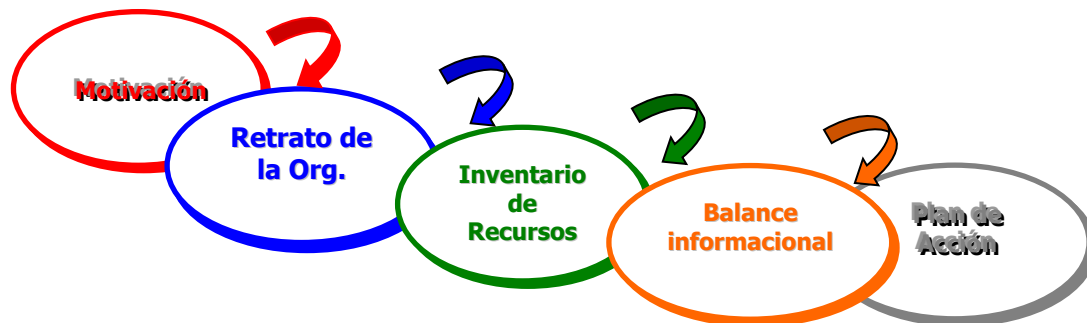 Motivación
Retrato de
la Org.
Inventario
de
Recursos
Balance
informacional
Plan de
Acción